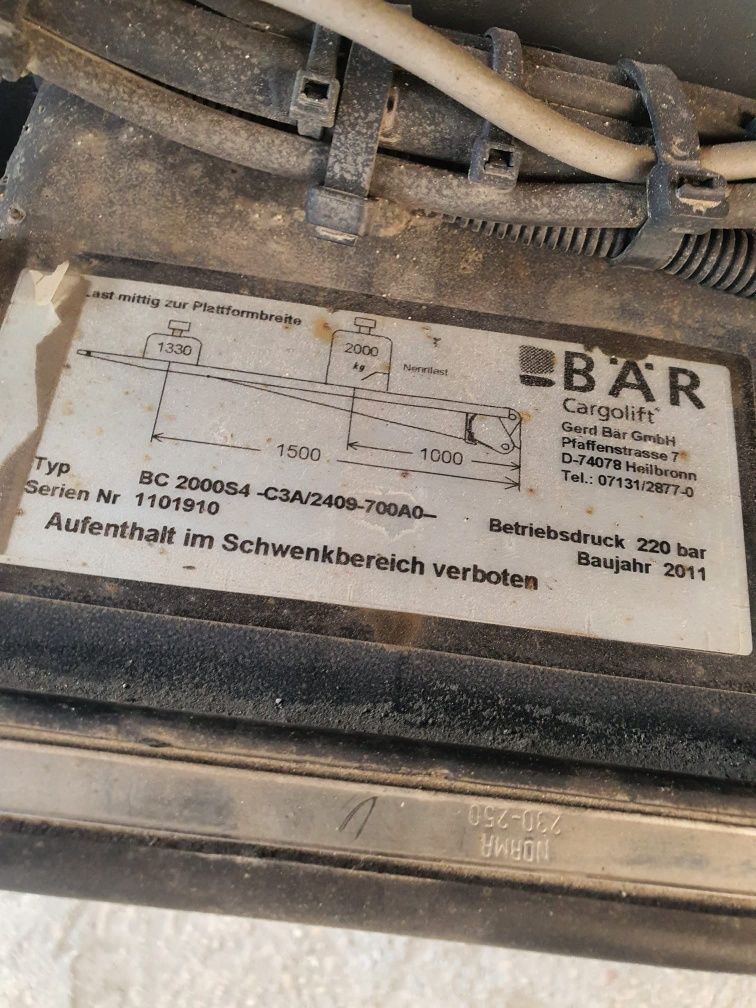 Last mittig zur Plattformbreite
1330
2000
kg
Nennlast
1500
1000
BÄR
Cargolift
Gerd Bär GmbH
Pfaffenstrasse 7
D-74078 Heilbronn
Tel.: 07131/2877-0
Typ BC 2000S4 -C3A/2409-700A0–
Serien Nr 1101910
Betriebsdruck 220 bar
Baujahr 2011
Aufenthalt im Schwenkbereich verboten
NORMA
230-250